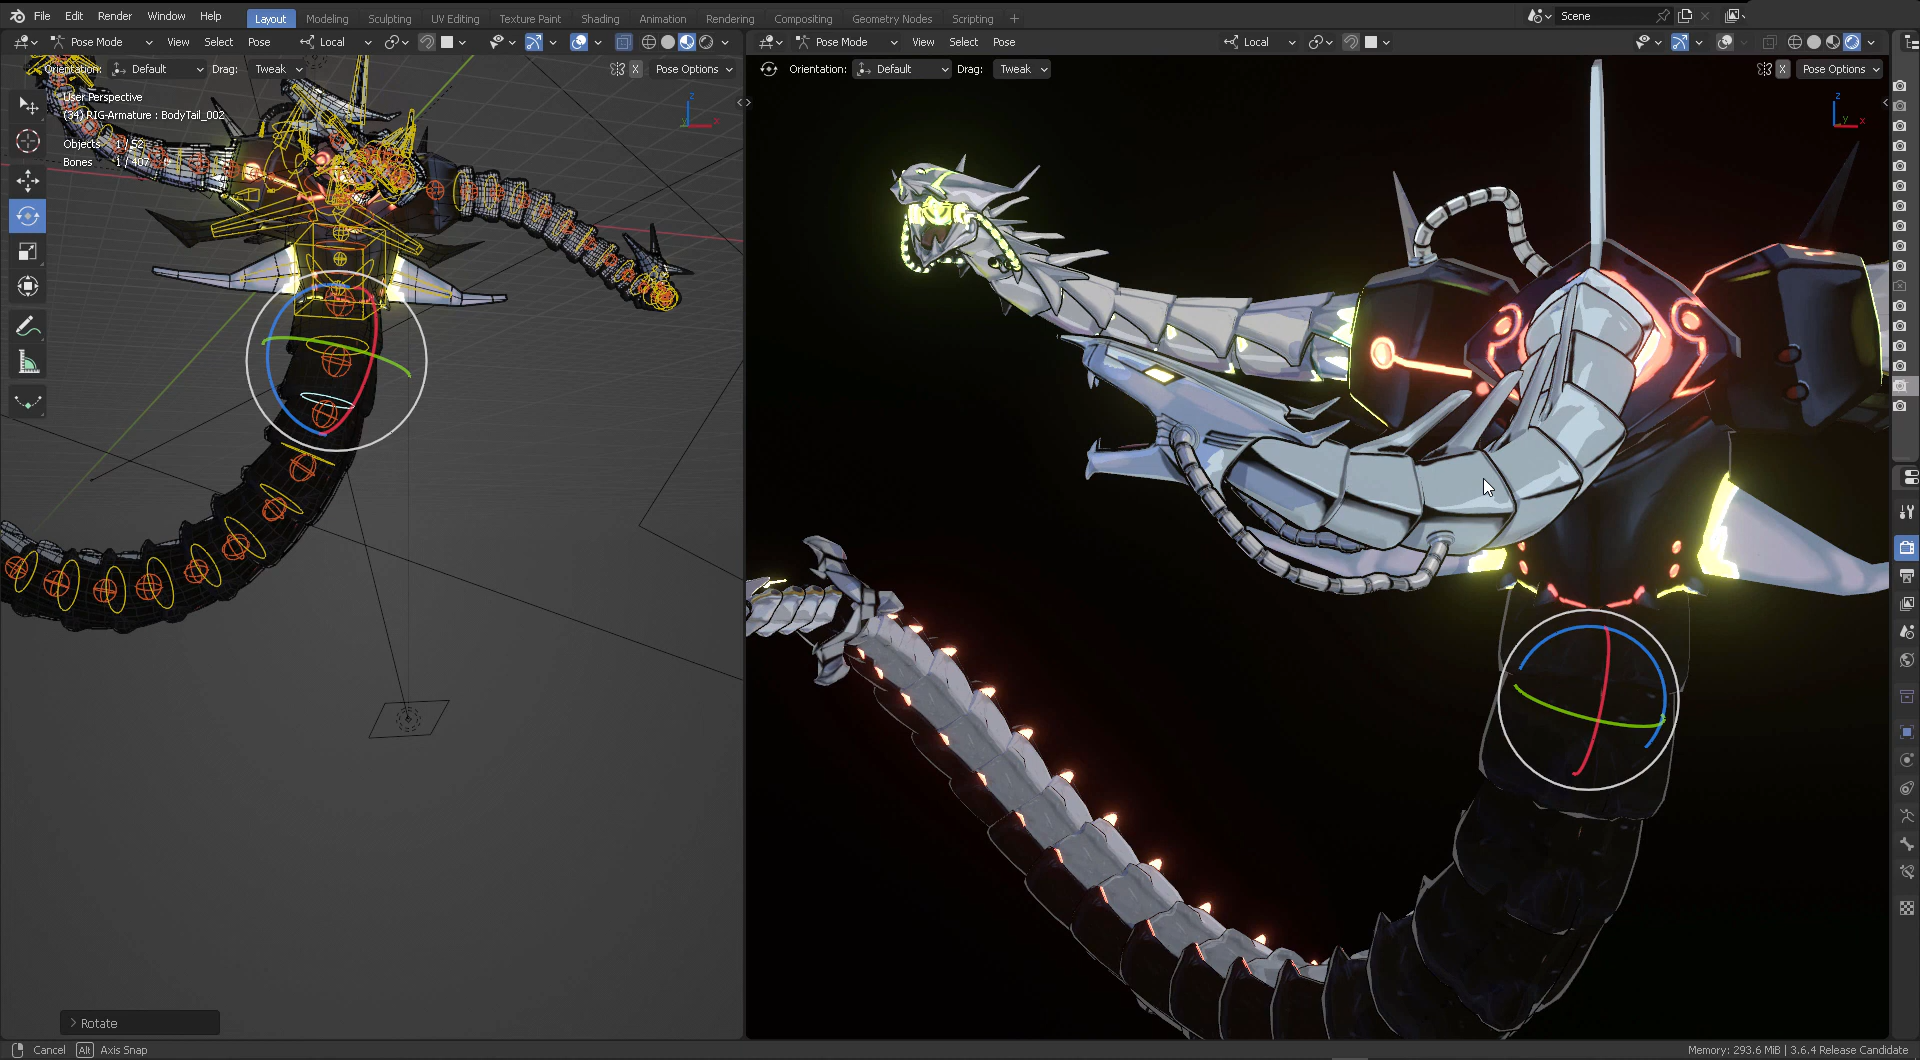 File Edit Render Window Help Layout Modeling Sculpting UV Editing Texture Paint Shading Animation Rendering Compositing Geometry Nodes Scripting + Scene
Pose Mode View Select Pose Local
Pose Mode View Select Pose Local
Orientation: Default Drag: Tweak X Pose Options
Orientation: Default Drag: Tweak X Pose Options
User Perspective
(34) RIG-Armature : BodyTail_002
Objects 1 / 52
Bones 1 / 407
z
x
y
z
x
y
> Rotate
Cancel Alt Axis Snap
Memory: 293.6 MiB | 3.6.4 Release Candidate